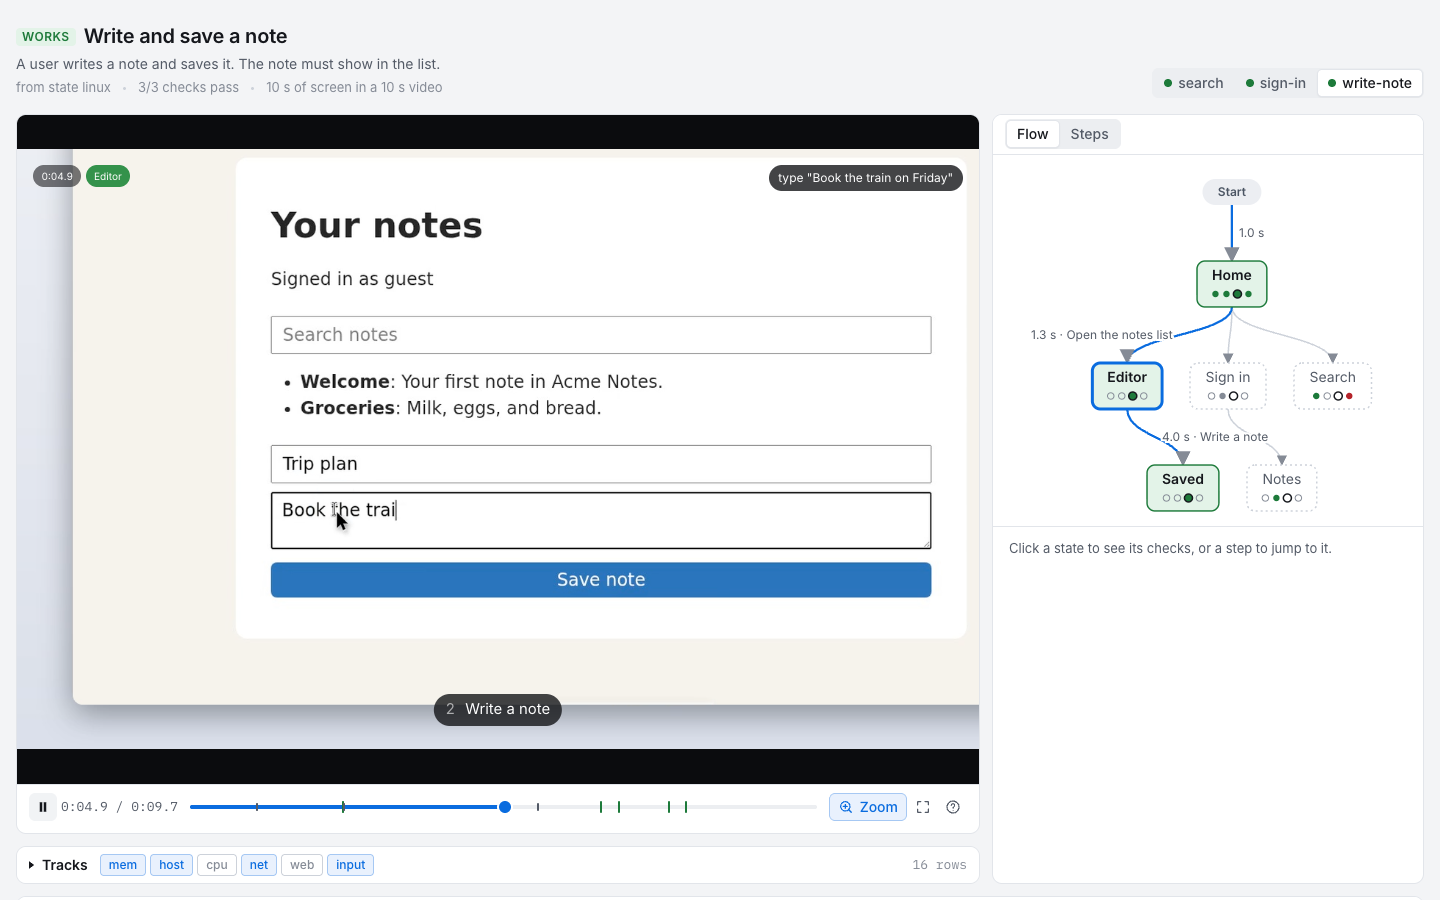 WORKS Write and save a note
A user writes a note and saves it. The note must show in the list.
from state linux • 3/3 checks pass • 10 s of screen in a 10 s video
search sign-in write-note
0:04.9 Editor
type "Book the train on Friday"
Your notes
Signed in as guest
Search notes
• Welcome: Your first note in Acme Notes.
• Groceries: Milk, eggs, and bread.
Trip plan
Book the trai
Save note
2 Write a note
0:04.9 / 0:09.7
Zoom
Tracks mem host cpu net web input
16 rows
Flow Steps
Start
1.0 s
Home
1.3 s · Open the notes list
Editor Sign in Search
4.0 s · Write a note
Saved Notes
Click a state to see its checks, or a step to jump to it.